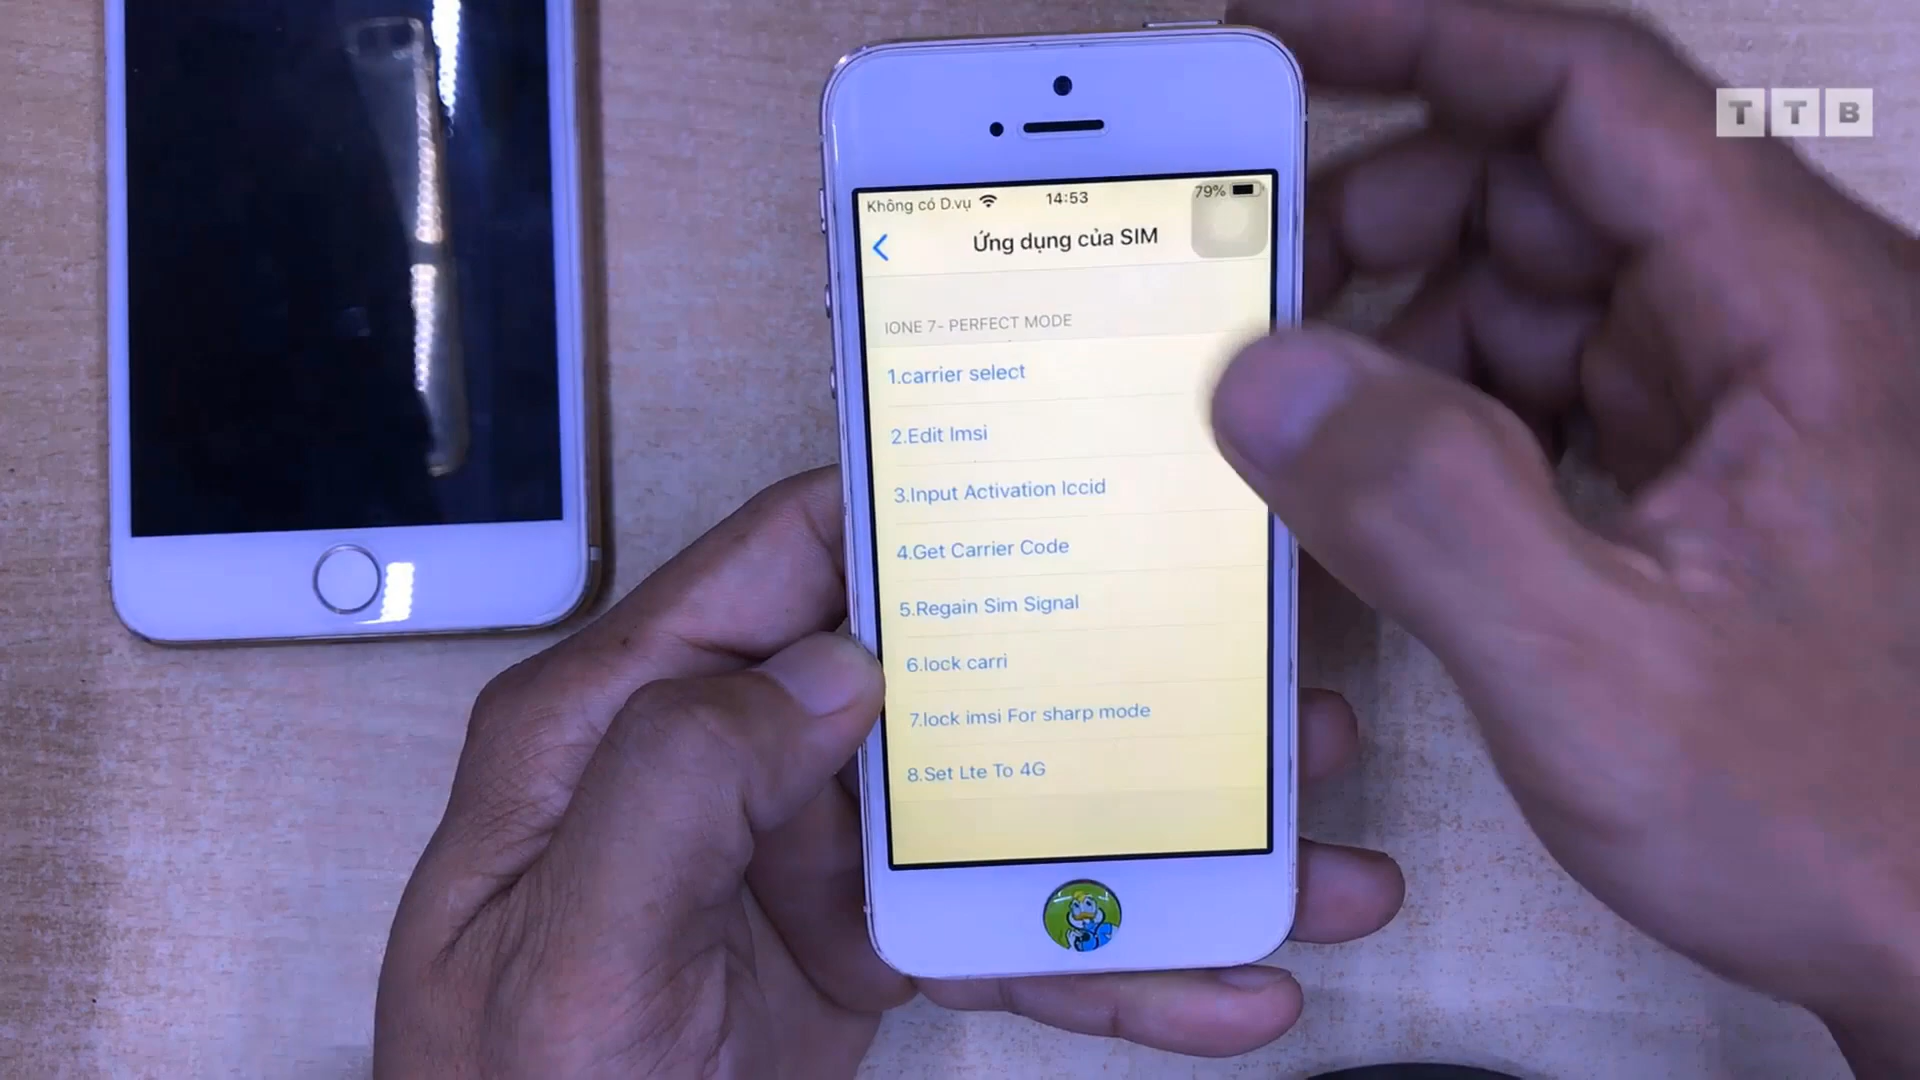 TTB
Không có D.vụ 14:53 79%
Ứng dụng của SIM
IONE 7- PERFECT MODE
1.carrier select
2.Edit Imsi
3.Input Activation Iccid
4.Get Carrier Code
5.Regain Sim Signal
6.lock carri
7.lock imsi For sharp mode
8.Set Lte To 4G